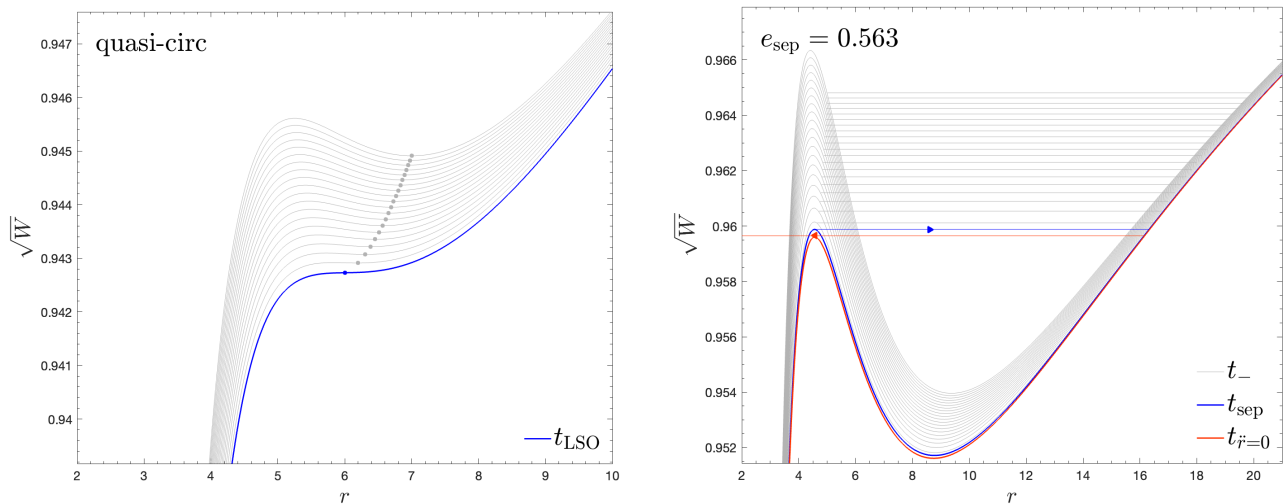 quasi-circ
0.947
0.946
0.945
0.944
0.943
0.942
0.941
0.94
√W
2 3 4 5 6 7 8 9 10
r
t_LSO
e_sep = 0.563
0.966
0.964
0.962
0.96
0.958
0.956
0.954
0.952
√W
2 4 6 8 10 12 14 16 18 20
r
t_−
t_sep
t_r̈=0